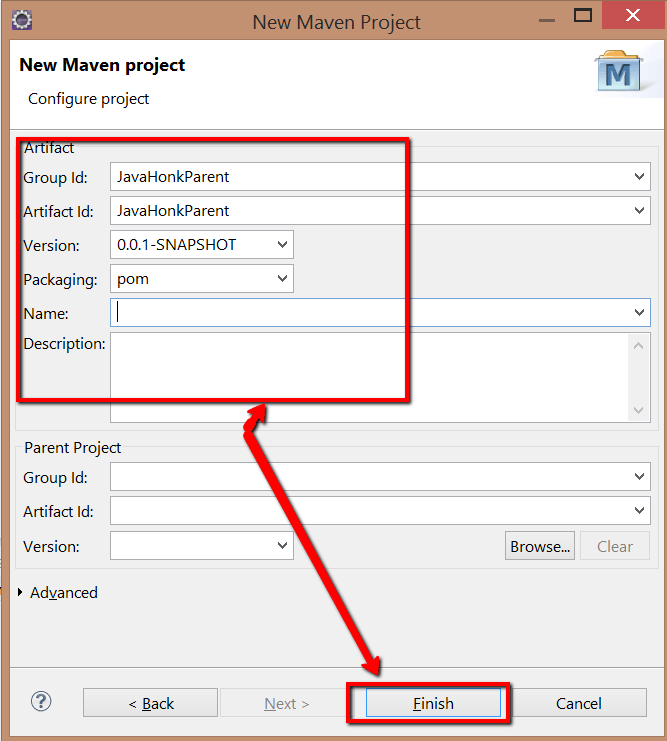 New Maven Project
New Maven project
Configure project
M
Artifact
Group Id: JavaHonkParent
Artifact Id: JavaHonkParent
Version: 0.0.1-SNAPSHOT
Packaging: pom
Name:
Description:
Parent Project
Group Id:
Artifact Id:
Version: Browse... Clear
Advanced
? < Back Next > Finish Cancel